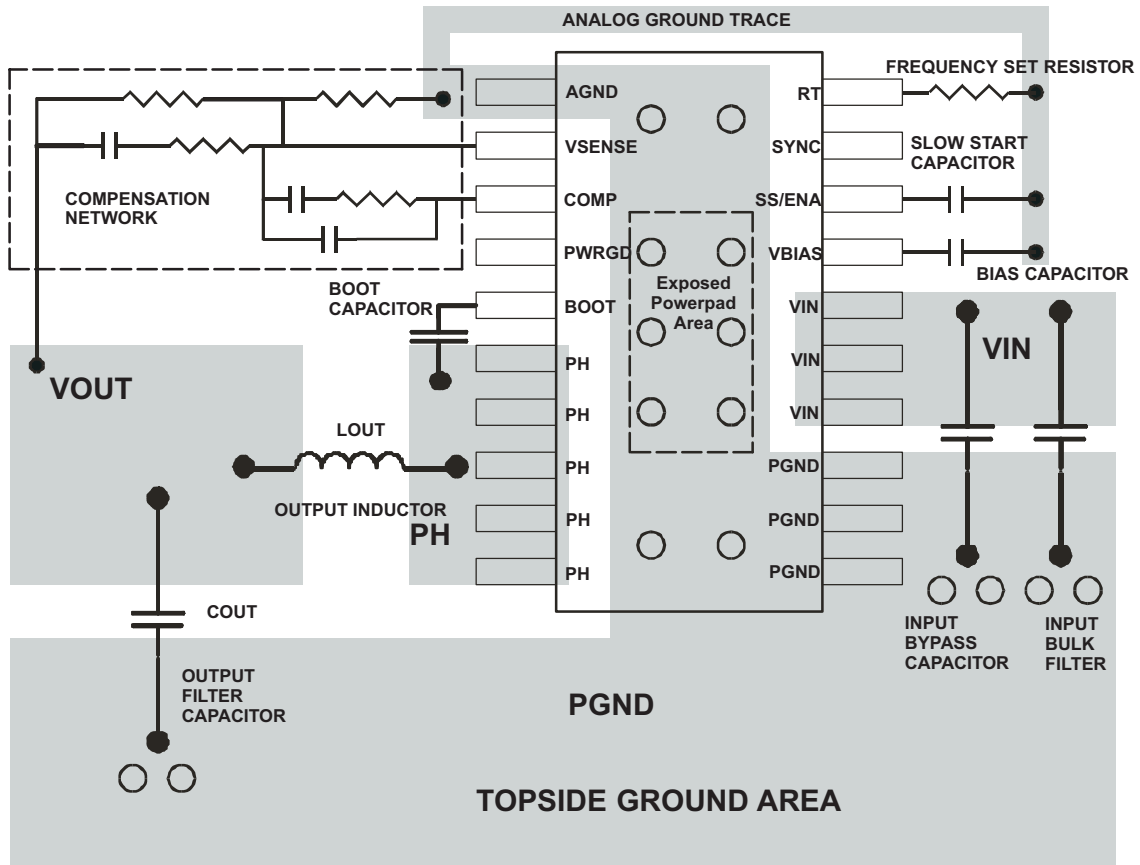 ANALOG GROUND TRACE
FREQUENCY SET RESISTOR
AGND
RT
VSENSE
SYNC
SLOW START
CAPACITOR
COMPENSATION
NETWORK
COMP
SS/ENA
PWRGD
VBIAS
BIAS CAPACITOR
BOOT
CAPACITOR
Exposed
Powerpad
Area
BOOT
VIN
VOUT
PH
VIN
VIN
PH
VIN
LOUT
PH
PGND
OUTPUT INDUCTOR
PH
PH
PGND
PH
PGND
COUT
INPUT
BYPASS
CAPACITOR
INPUT
BULK
FILTER
OUTPUT
FILTER
CAPACITOR
PGND
TOPSIDE GROUND AREA